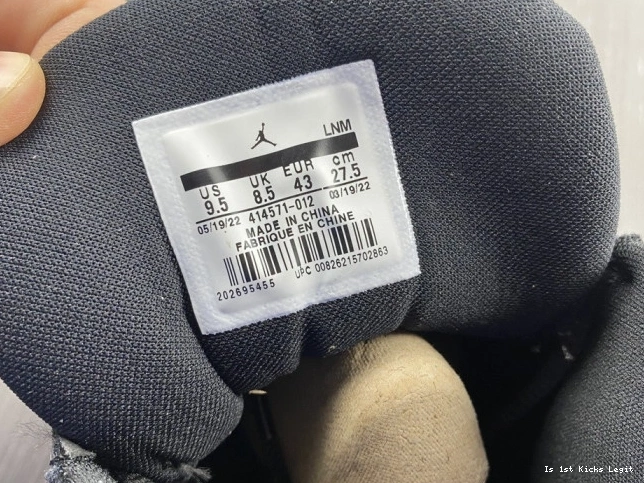 LNM
US UK EUR cm
9.5 8.5 43 27.5
05/19/22 414571-012 03/19/22
MADE IN CHINA
FABRIQUE EN CHINE
202695455 UPC 00826215702863
Is 1st Kicks Legit